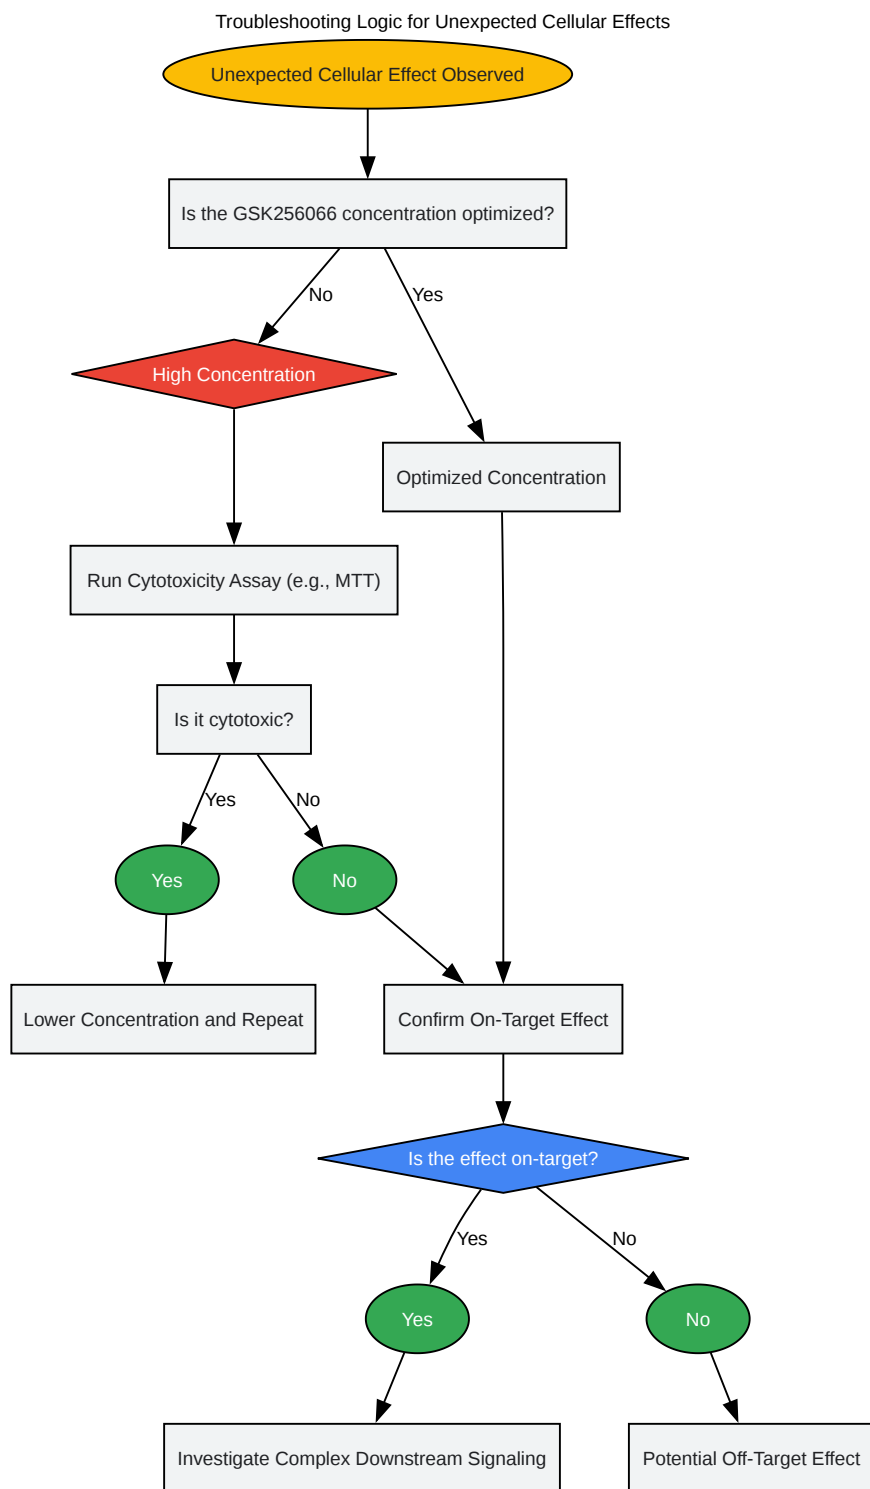 Troubleshooting Logic for Unexpected Cellular Effects
Unexpected Cellular Effect Observed
Is the GSK256066 concentration optimized?
No
Yes
High Concentration
Optimized Concentration
Run Cytotoxicity Assay (e.g., MTT)
Is it cytotoxic?
Yes
No
Yes
No
Lower Concentration and Repeat
Confirm On-Target Effect
Is the effect on-target?
Yes
No
Yes
No
Investigate Complex Downstream Signaling
Potential Off-Target Effect